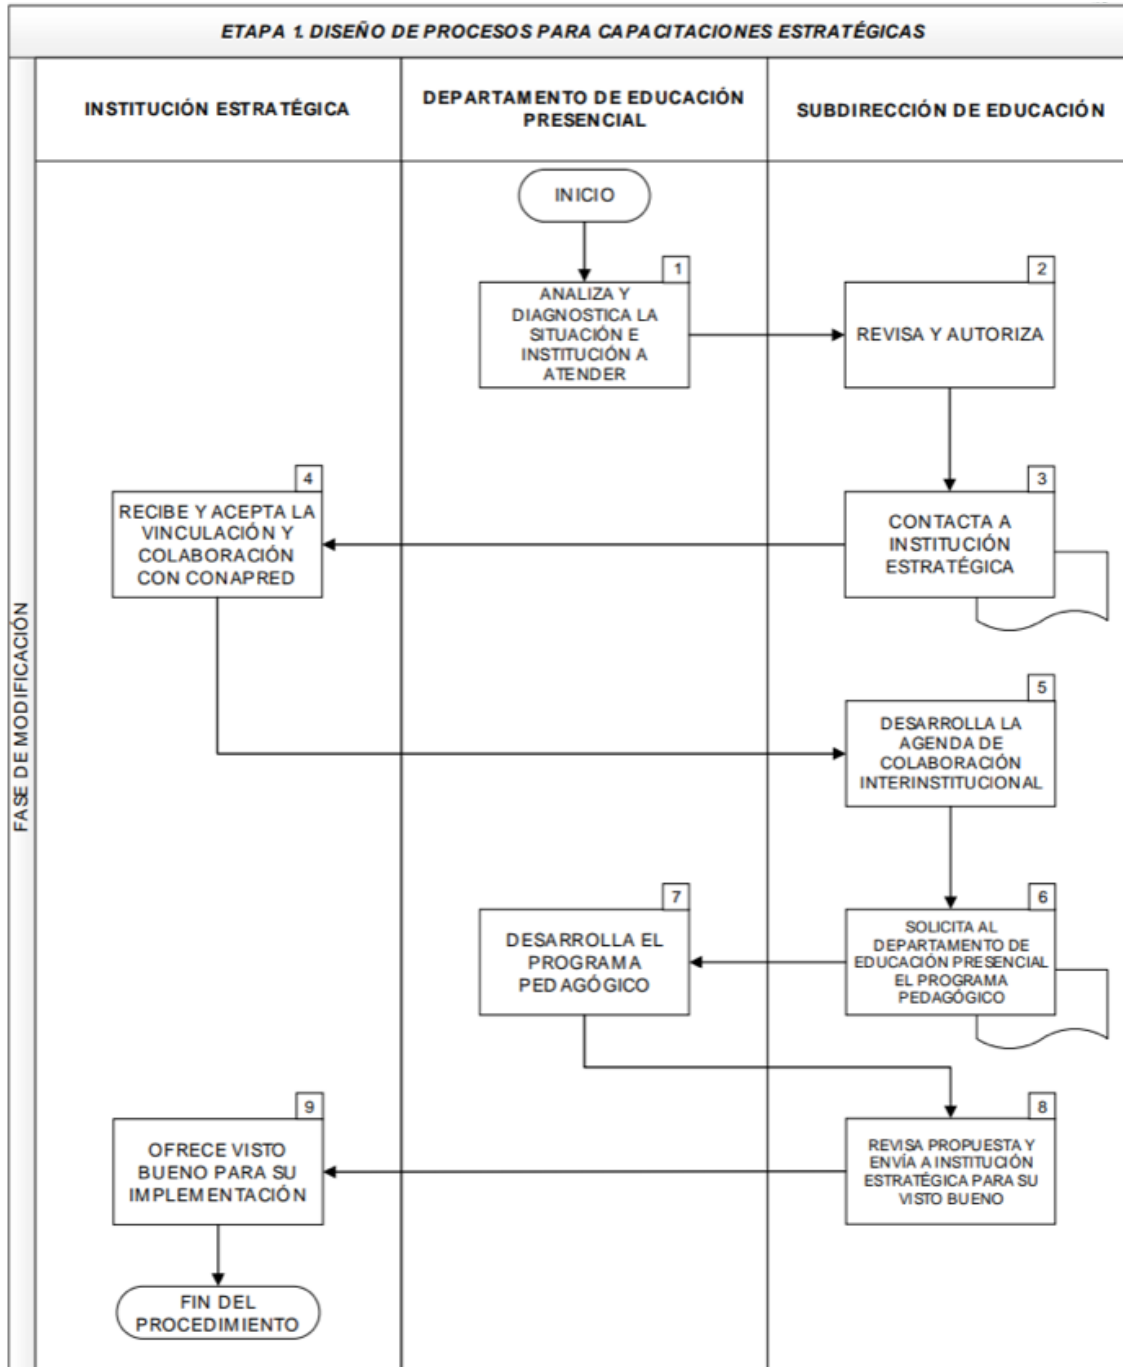 ETAPA 1. DISEÑO DE PROCESOS PARA CAPACITACIONES ESTRATÉGICAS
FASE DE MODIFICACIÓN
INSTITUCIÓN ESTRATÉGICA
DEPARTAMENTO DE EDUCACIÓN
PRESENCIAL
SUBDIRECCIÓN DE EDUCACIÓN
INICIO
1
ANALIZA Y
DIAGNOSTICA LA
SITUACIÓN E
INSTITUCIÓN A
ATENDER
2
REVISA Y AUTORIZA
3
CONTACTA A
INSTITUCIÓN
ESTRATÉGICA
4
RECIBE Y ACEPTA LA
VINCULACIÓN Y
COLABORACIÓN
CON CONAPRED
5
DESARROLLA LA
AGENDA DE
COLABORACIÓN
INTERINSTITUCIONAL
6
SOLICITA AL
DEPARTAMENTO DE
EDUCACIÓN PRESENCIAL
EL PROGRAMA
PEDAGÓGICO
7
DESARROLLA EL
PROGRAMA
PEDAGÓGICO
8
REVISA PROPUESTA Y
ENVÍA A INSTITUCIÓN
ESTRATÉGICA PARA SU
VISTO BUENO
9
OFRECE VISTO
BUENO PARA SU
IMPLEMENTACIÓN
FIN DEL
PROCEDIMIENTO